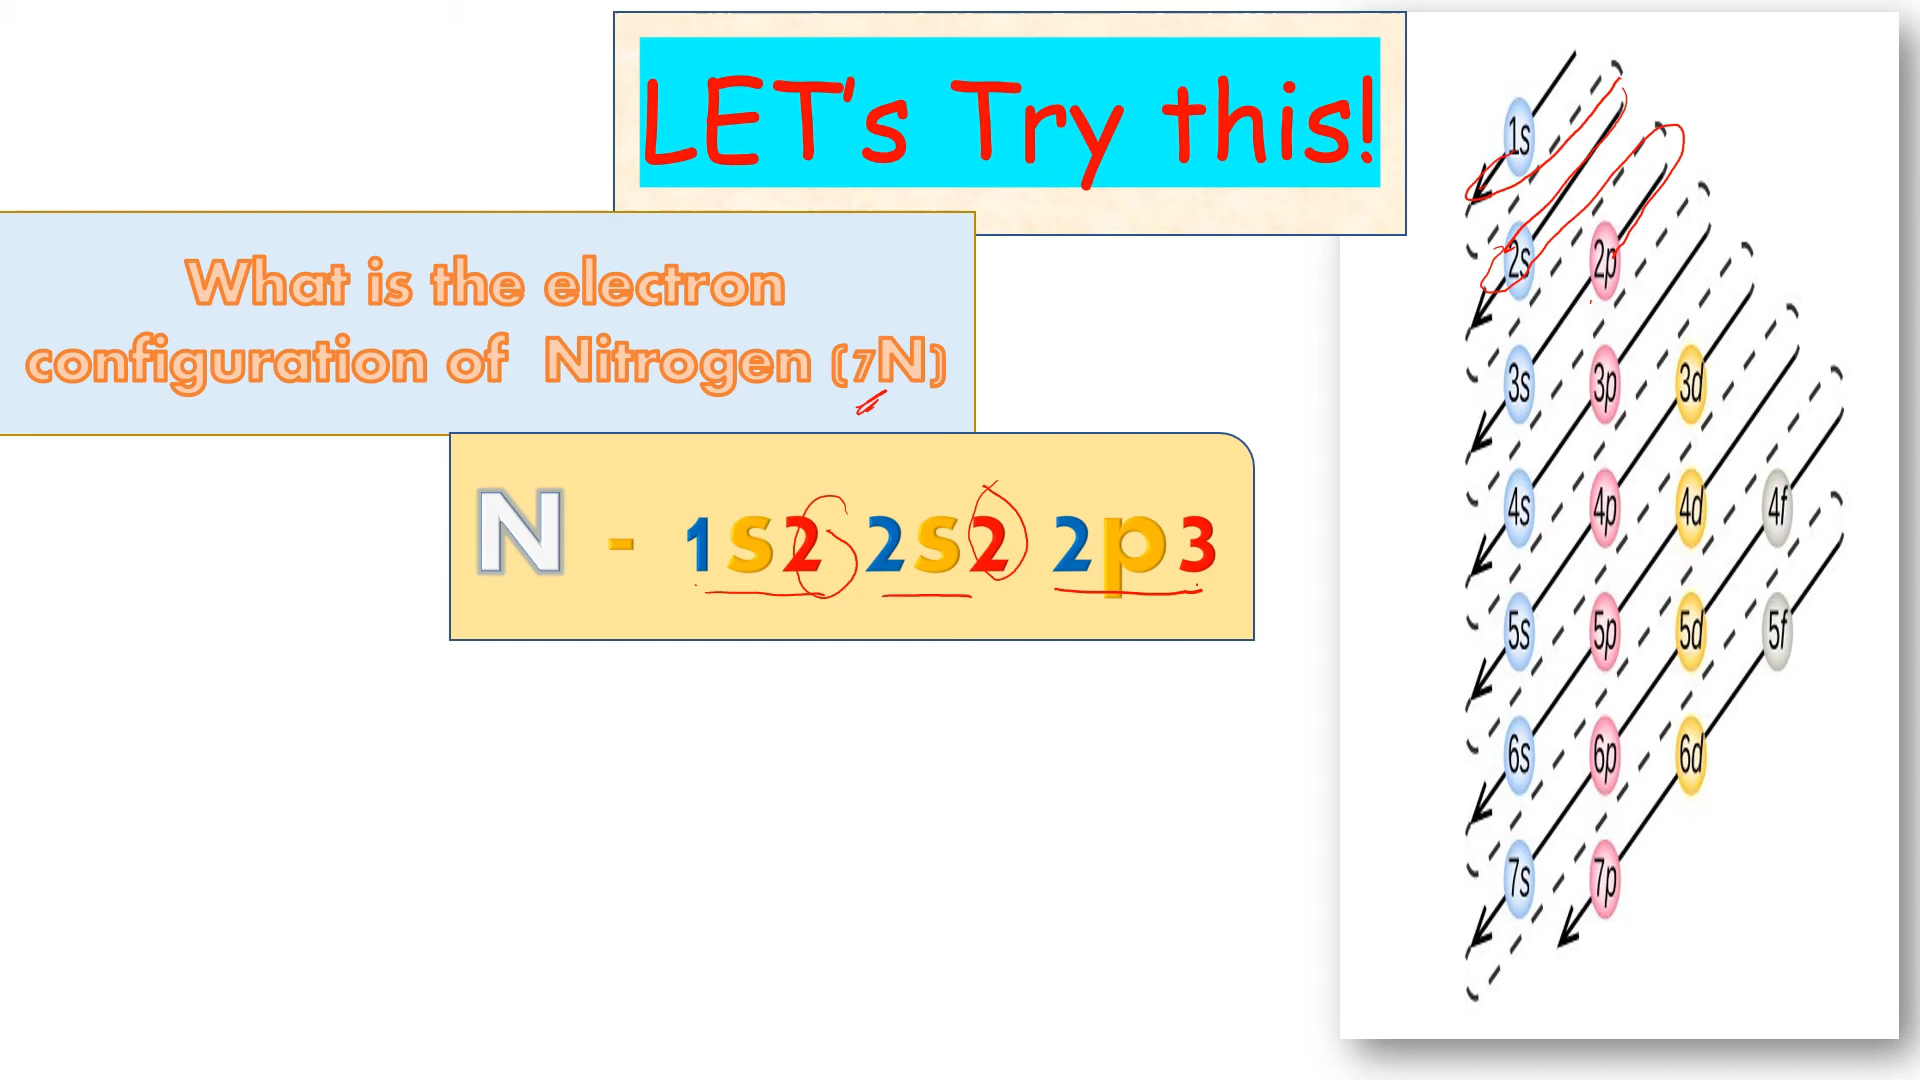 LET's Try this!
What is the electron
configuration of Nitrogen (7N)
N - 1s2 2s2 2p3
1s
2s 2p
3s 3p 3d
4s 4p 4d 4f
5s 5p 5d 5f
6s 6p 6d
7s 7p